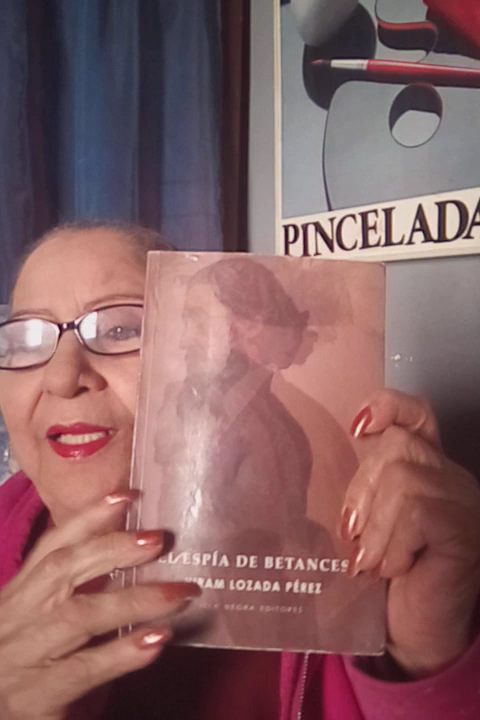 PINCELADA
EL ESPÍA DE BETANCES
HIRAM LOZADA PÉREZ
NEGRA EDITORES